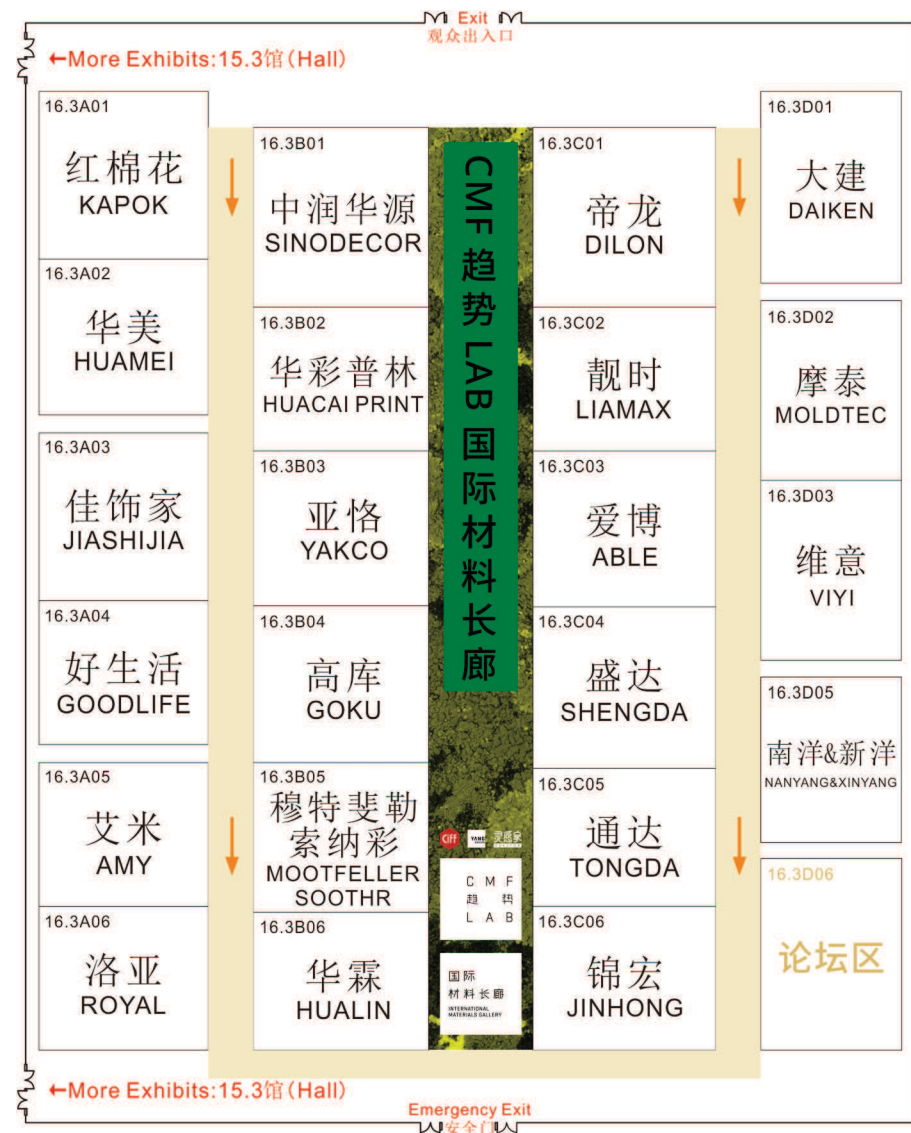 Exit
观众出入口
←More Exhibits:15.3馆(Hall)
16.3A01
红棉花
KAPOK
16.3A02
华美
HUAMEI
16.3A03
佳饰家
JIASHIJIA
16.3A04
好生活
GOODLIFE
16.3A05
艾米
AMY
16.3A06
洛亚
ROYAL
16.3B01
中润华源
SINODECOR
16.3B02
华彩普林
HUACAI PRINT
16.3B03
亚恪
YAKCO
16.3B04
高库
GOKU
16.3B05
穆特斐勒
索纳彩
MOOTFELLER
SOOTHR
16.3B06
华霖
HUALIN
CMF趋势LAB国际材料长廊
ciff
YANG
灵感泉
CMF
趋势
LAB
国际
材料长廊
INTERNATIONAL
MATERIALS GALLERY
16.3C01
帝龙
DILON
16.3C02
靓时
LIAMAX
16.3C03
爱博
ABLE
16.3C04
盛达
SHENGDA
16.3C05
通达
TONGDA
16.3C06
锦宏
JINHONG
16.3D01
大建
DAIKEN
16.3D02
摩泰
MOLDTEC
16.3D03
维意
VIYI
16.3D05
南洋&新洋
NANYANG&XINYANG
16.3D06
论坛区
←More Exhibits:15.3馆(Hall)
Emergency Exit
安全门